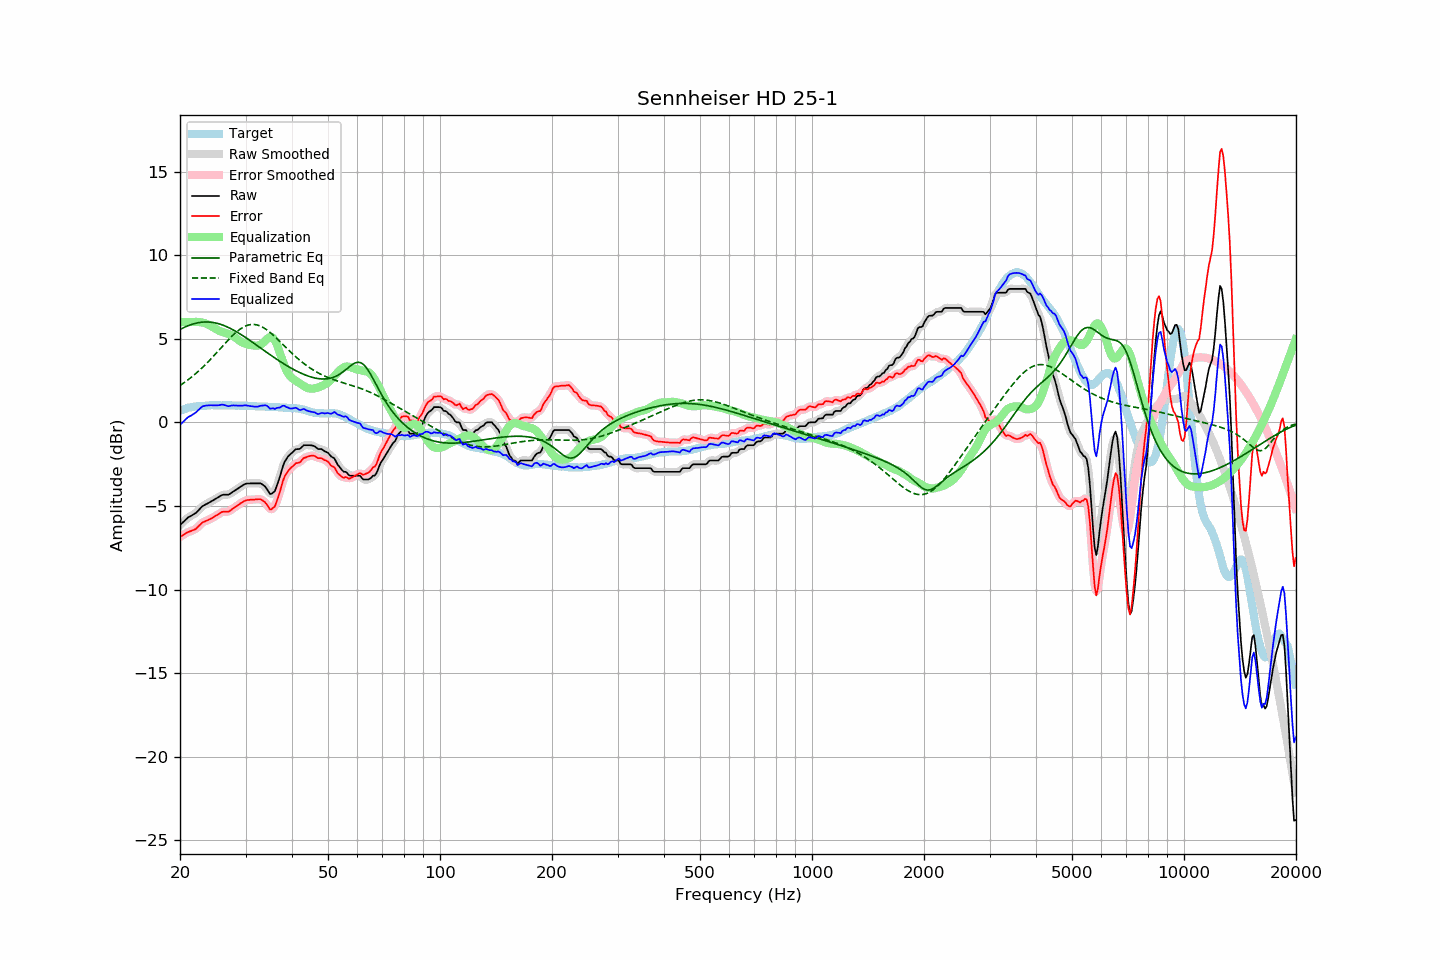 Sennheiser HD 25-1
Target
Raw Smoothed
Error Smoothed
Raw
Error
Equalization
Parametric Eq
Fixed Band Eq
Equalized
15
10
5
0
−5
−10
−15
−20
−25
Amplitude (dBr)
20 50 100 200 500 1000 2000 5000 10000 20000
Frequency (Hz)